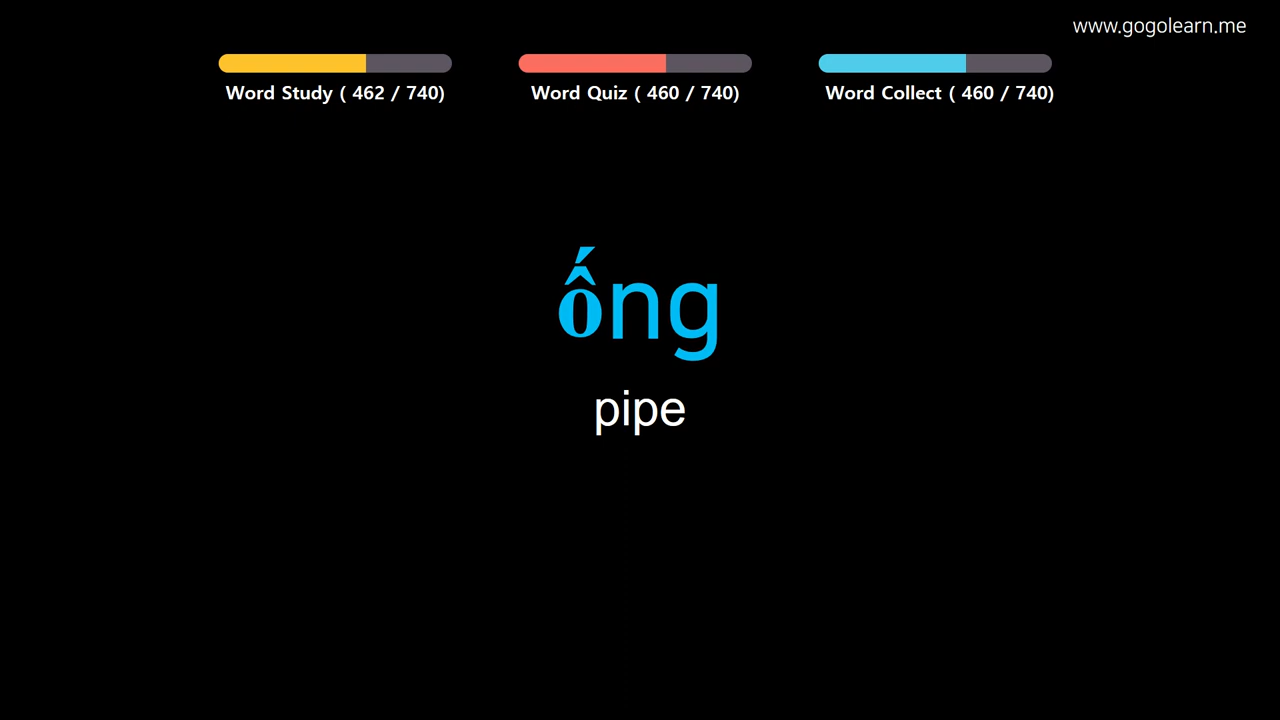 www.gogolearn.me
Word Study ( 462 / 740)
Word Quiz ( 460 / 740)
Word Collect ( 460 / 740)
ống
pipe